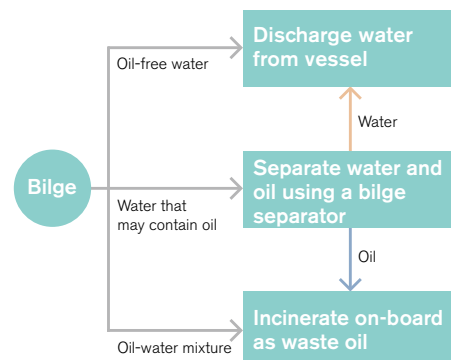 Discharge water
from vessel
Oil-free water
Water
Bilge
Separate water and
oil using a bilge
separator
Water that
may contain oil
Oil
Incinerate on-board
as waste oil
Oil-water mixture